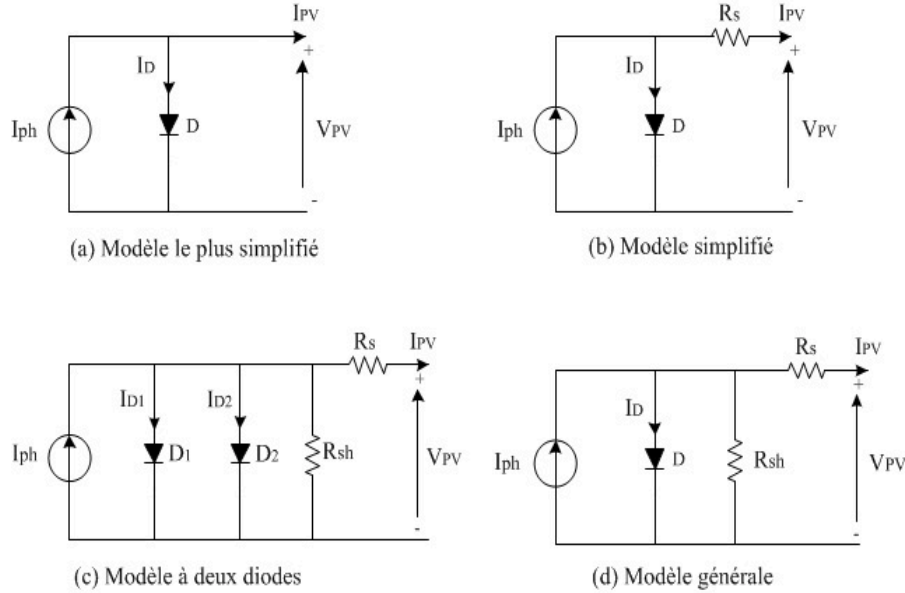 IPV
+
ID
Iph
D
VPV
-
(a) Modèle le plus simplifié
Rs
IPV
+
ID
Iph
D
VPV
-
(b) Modèle simplifié
Rs
IPV
+
ID1
ID2
Iph
D1
D2
Rsh
VPV
-
(c) Modèle à deux diodes
Rs
IPV
+
ID
Iph
D
Rsh
VPV
-
(d) Modèle générale